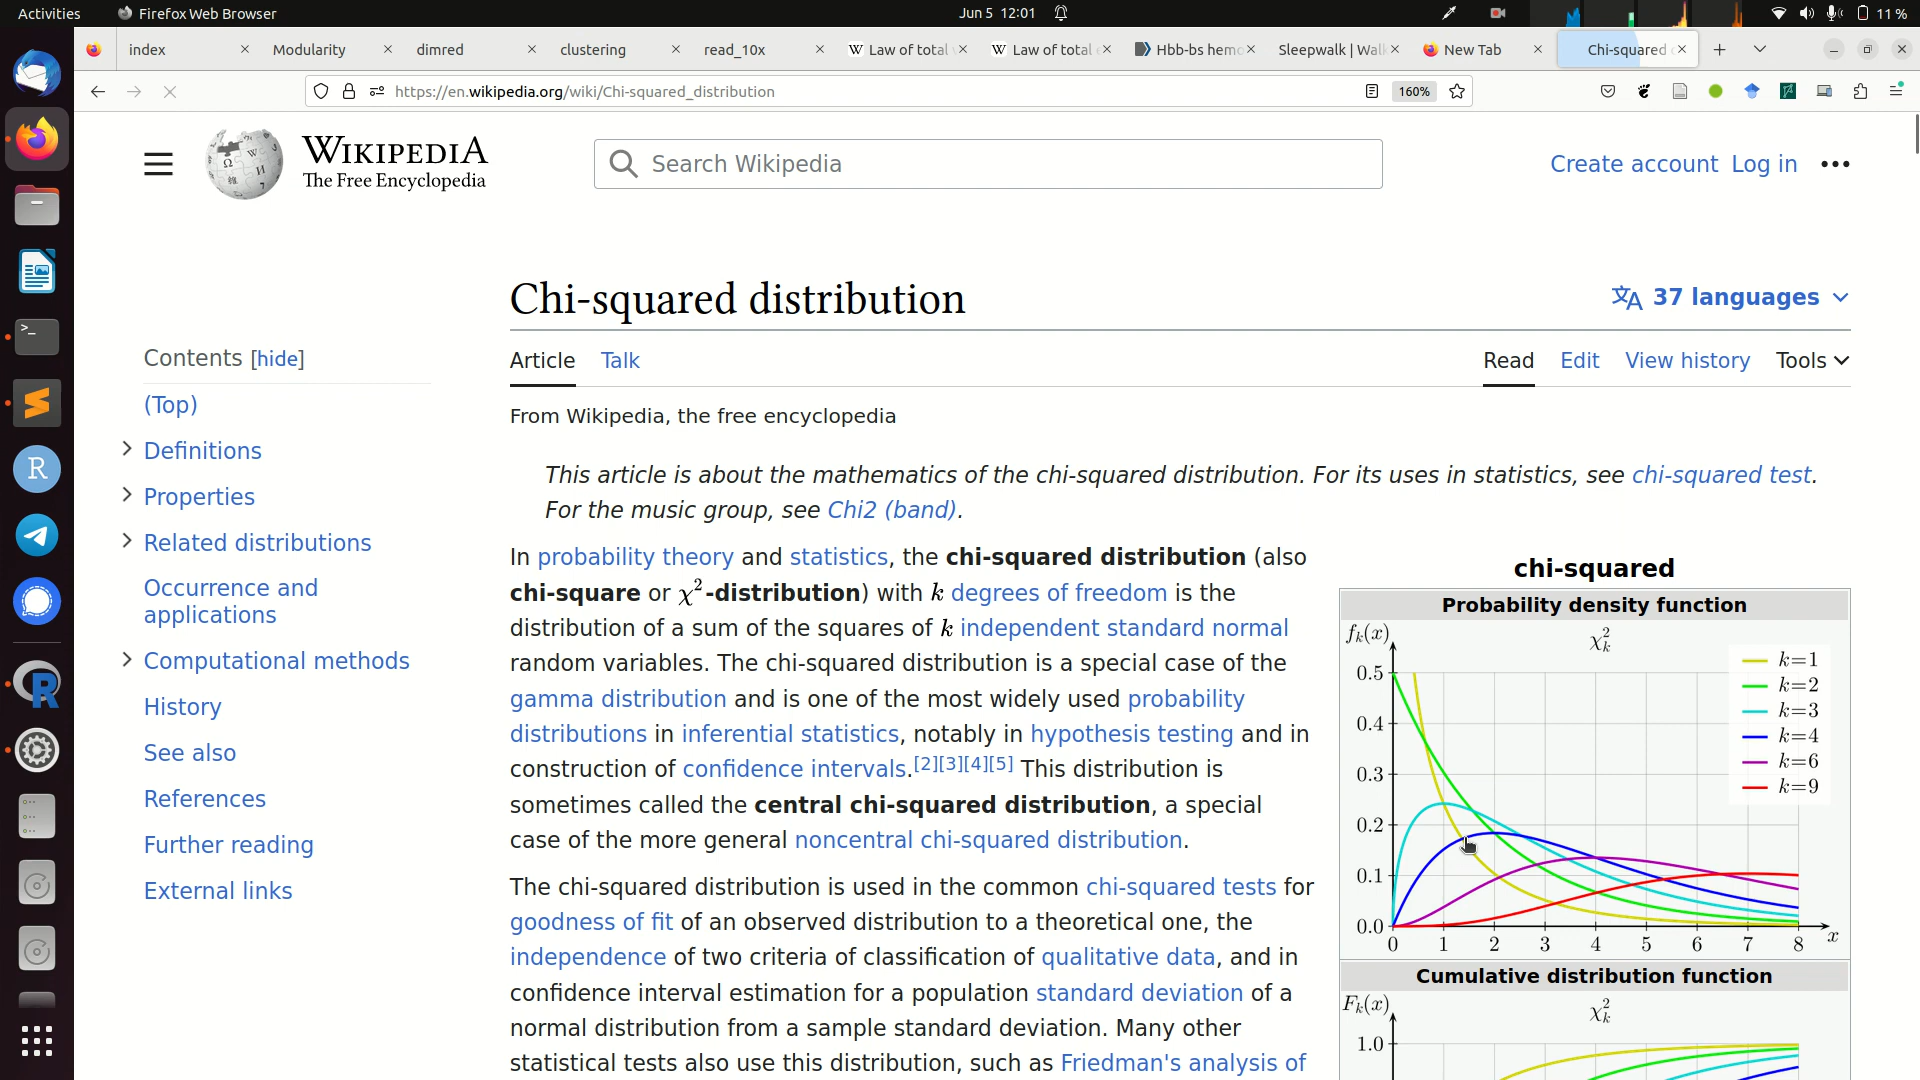 Activities
Firefox Web Browser
Jun 5 12:01
11 %
index
Modularity
dimred
clustering
read_10x
Law of total
Law of total
Hbb-bs hemo
Sleepwalk | Walk
New Tab
Chi-squared
https://en.wikipedia.org/wiki/Chi-squared_distribution
160%
WIKIPEDIA
The Free Encyclopedia
Search Wikipedia
Create account
Log in
Chi-squared distribution
37 languages
Contents [hide]
(Top)
Definitions
Properties
Related distributions
Occurrence and
applications
Computational methods
History
See also
References
Further reading
External links
Article
Talk
Read
Edit
View history
Tools
From Wikipedia, the free encyclopedia
This article is about the mathematics of the chi-squared distribution. For its uses in statistics, see chi-squared test.
For the music group, see Chi2 (band).
In probability theory and statistics, the chi-squared distribution (also
chi-square or χ²-distribution) with k degrees of freedom is the
distribution of a sum of the squares of k independent standard normal
random variables. The chi-squared distribution is a special case of the
gamma distribution and is one of the most widely used probability
distributions in inferential statistics, notably in hypothesis testing and in
construction of confidence intervals.[2][3][4][5] This distribution is
sometimes called the central chi-squared distribution, a special
case of the more general noncentral chi-squared distribution.
The chi-squared distribution is used in the common chi-squared tests for
goodness of fit of an observed distribution to a theoretical one, the
independence of two criteria of classification of qualitative data, and in
confidence interval estimation for a population standard deviation of a
normal distribution from a sample standard deviation. Many other
statistical tests also use this distribution, such as Friedman's analysis of
chi-squared
Probability density function
fₖ(x)
χ²ₖ
k=1
k=2
k=3
k=4
k=6
k=9
0.5
0.4
0.3
0.2
0.1
0.0
0 1 2 3 4 5 6 7 8 x
Cumulative distribution function
Fₖ(x)
χ²ₖ
1.0